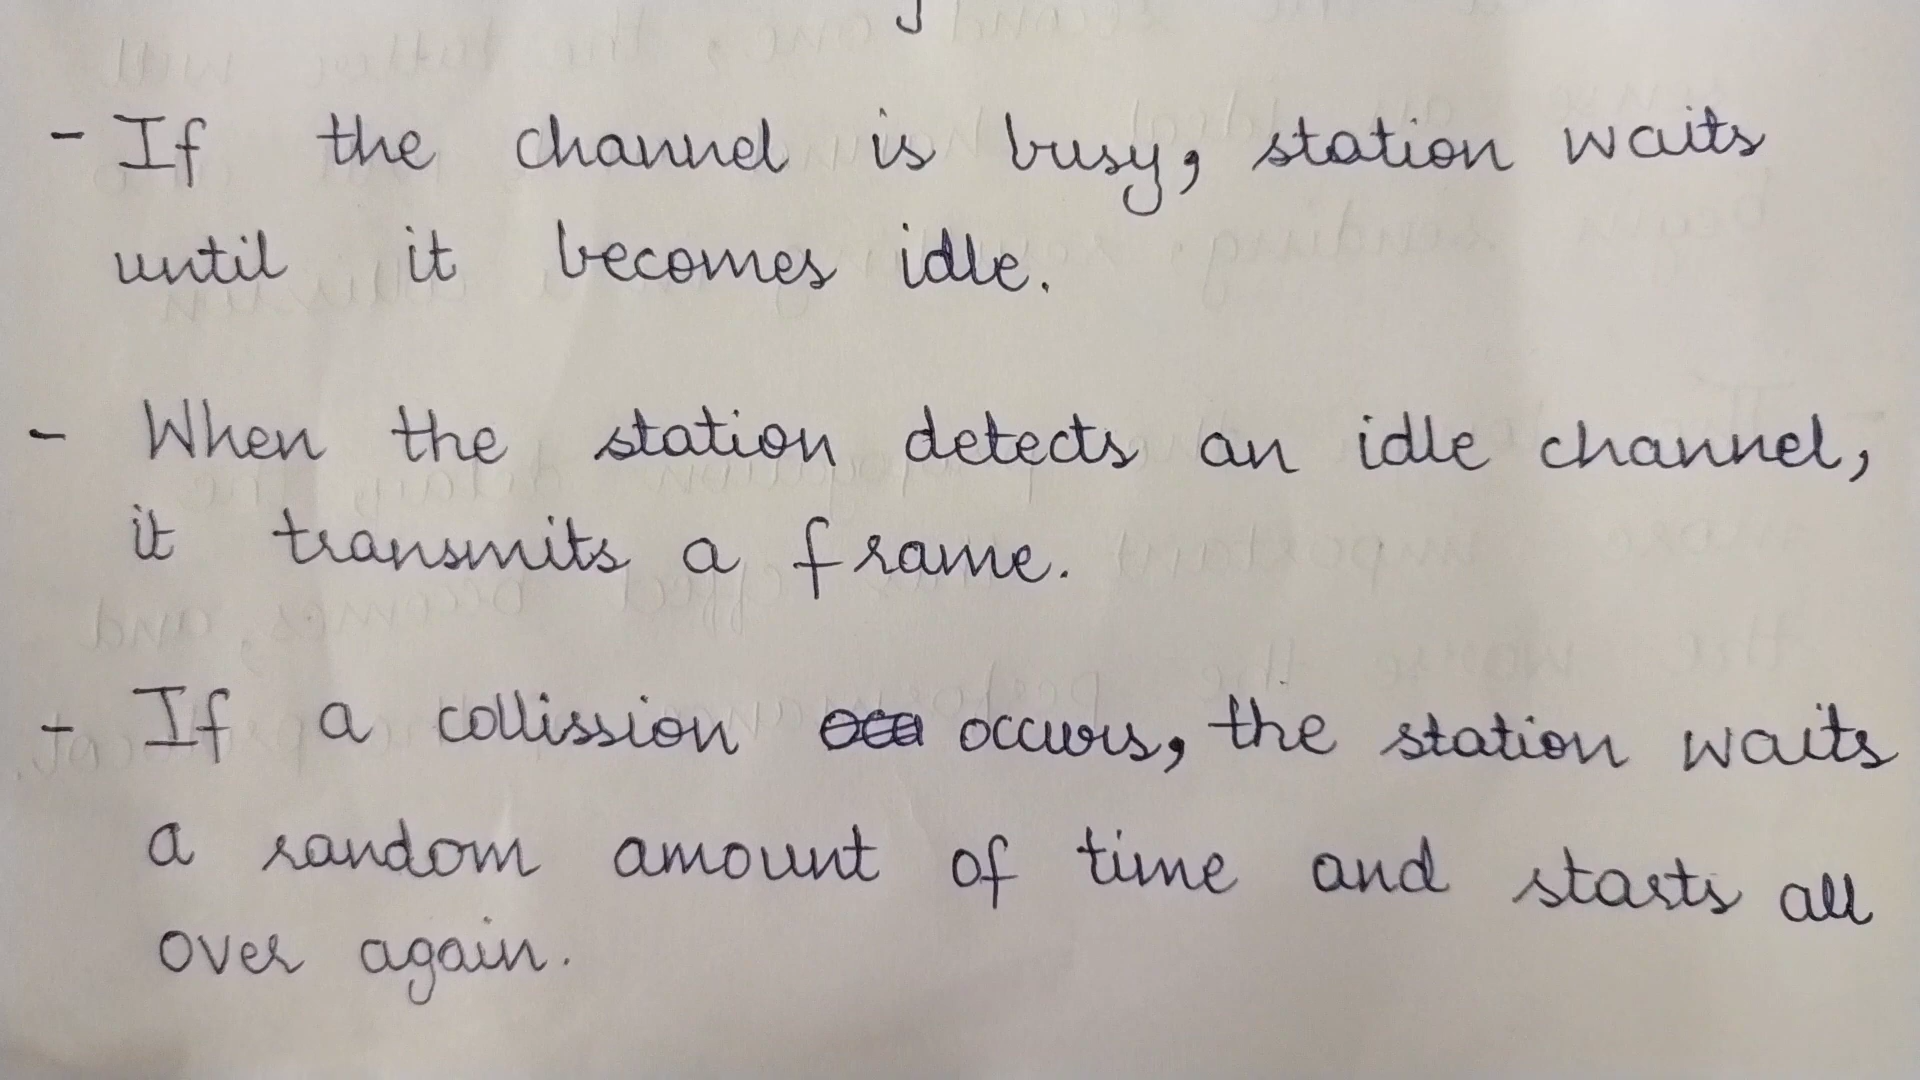 - If the channel is busy, station waits
until it becomes idle.
- When the station detects an idle channel,
it transmits a frame.
- If a collission occurs, the station waits
a random amount of time and starts all
over again.